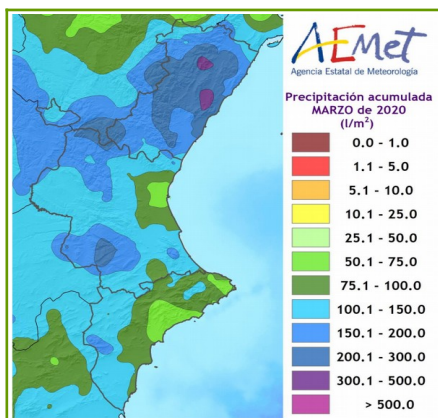 AEMet
Agencia Estatal de Meteorología
Precipitación acumulada
MARZO de 2020
(l/m²)
0.0 - 1.0
1.1 - 5.0
5.1 - 10.0
10.1 - 25.0
25.1 - 50.0
50.1 - 75.0
75.1 - 100.0
100.1 - 150.0
150.1 - 200.0
200.1 - 300.0
300.1 - 500.0
> 500.0